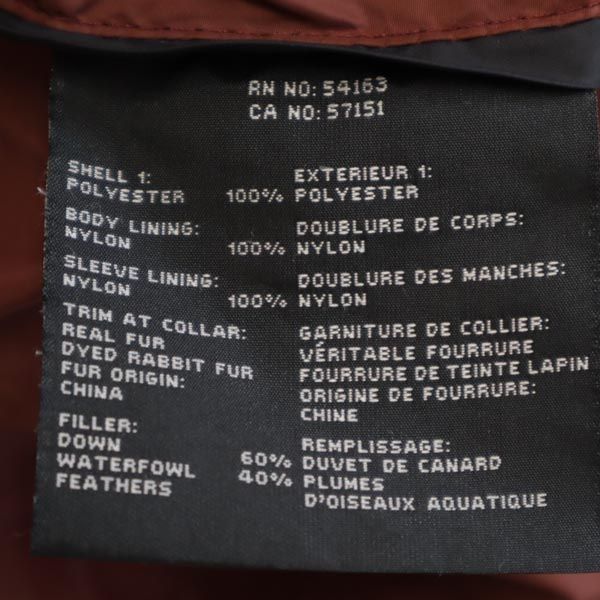 RN NO: 54163
CA NO: 57151
SHELL 1:
POLYESTER 100%
BODY LINING:
NYLON 100%
SLEEVE LINING:
NYLON 100%
TRIM AT COLLAR:
REAL FUR
DYED RABBIT FUR
FUR ORIGIN:
CHINA
FILLER:
DOWN 60%
WATERFOWL 40%
FEATHERS
EXTERIEUR 1:
POLYESTER
DOUBLURE DE CORPS:
NYLON
DOUBLURE DES MANCHES:
NYLON
GARNITURE DE COLLIER:
VÉRITABLE FOURRURE
FOURRURE DE TEINTE LAPIN
ORIGINE DE FOURRURE:
CHINE
REMPLISSAGE:
DUVET DE CANARD
PLUMES
D'OISEAUX AQUATIQUE